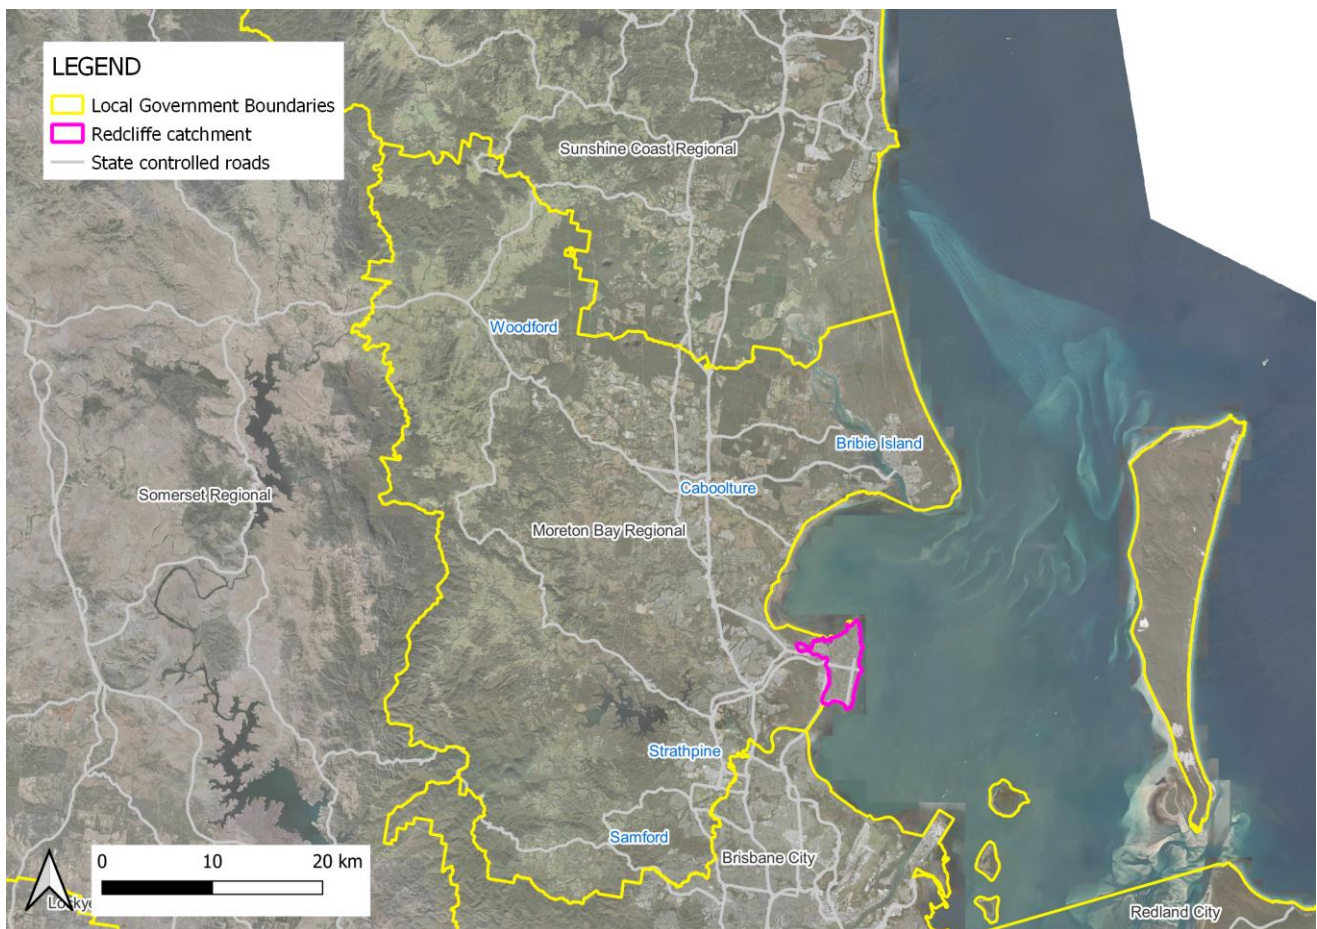 LEGEND
Local Government Boundaries
Redcliffe catchment
State controlled roads
Sunshine Coast Regional
Woodford
Bribie Island
Caboolture
Somerset Regional
Moreton Bay Regional
Strathpine
Samford
Brisbane City
0 10 20 km
Redland City